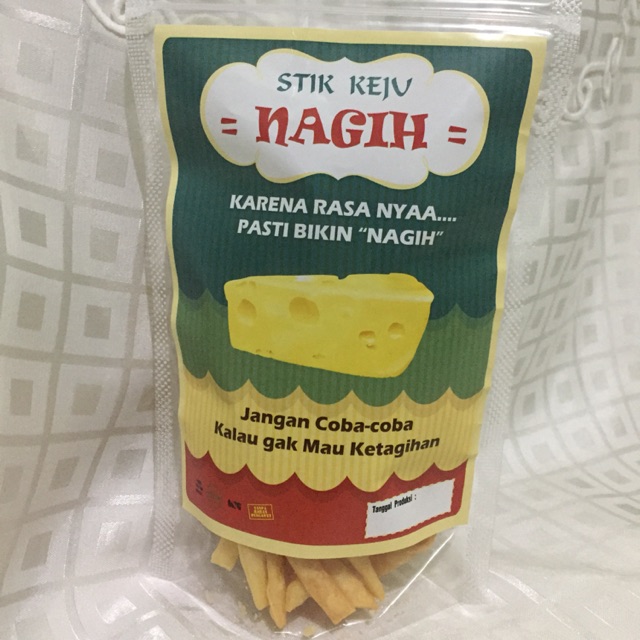 STIK KEJU
= NAGIH =
KARENA RASA NYAA....
PASTI BIKIN "NAGIH"
Jangan Coba-coba
Kalau gak Mau Ketagihan
Tanggal Produksi :